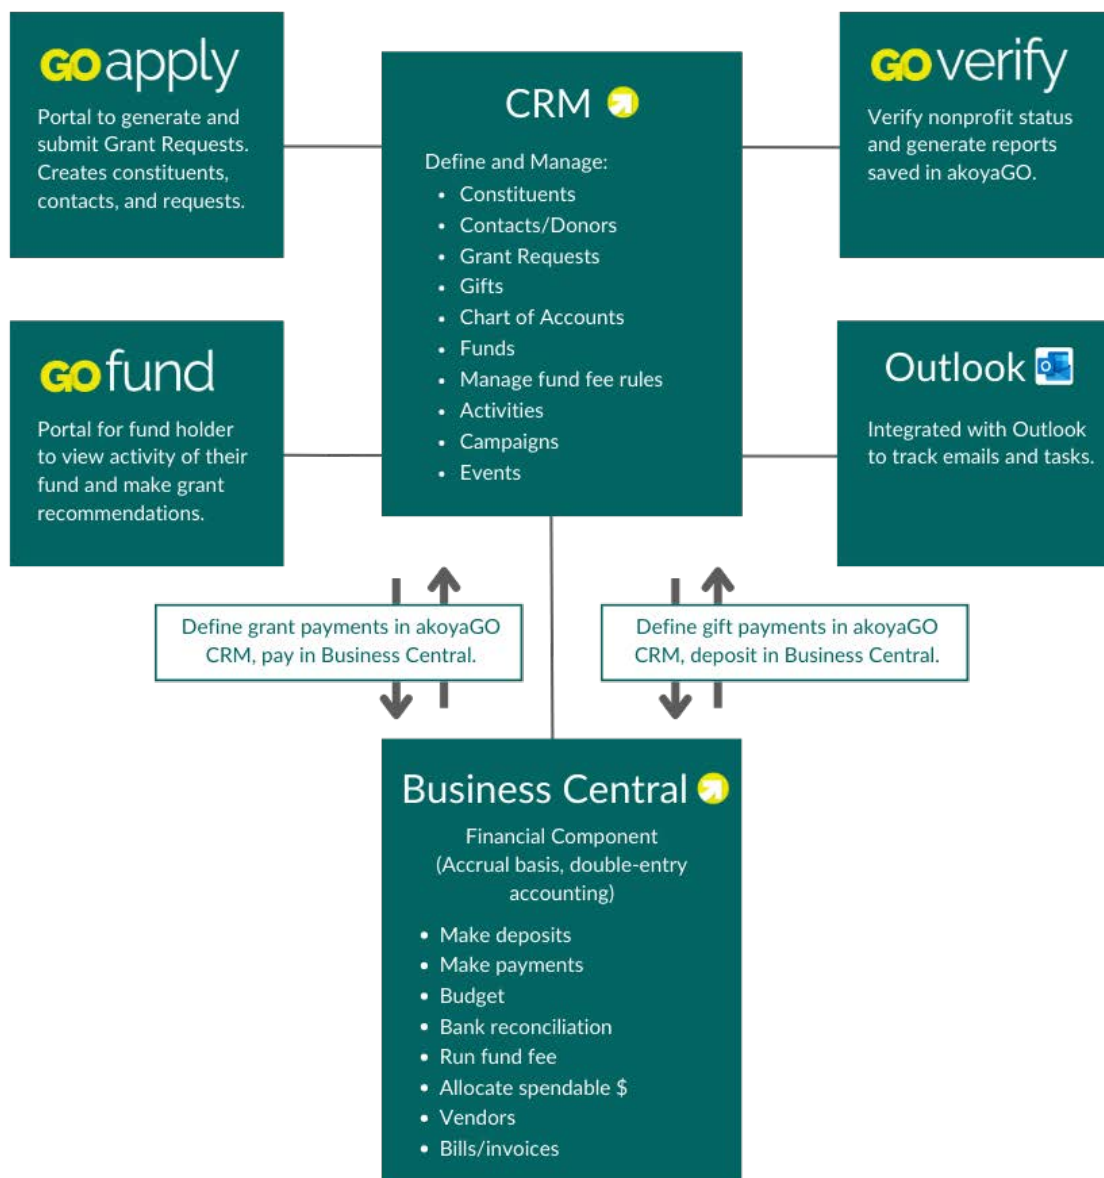 GOapply
Portal to generate and
submit Grant Requests.
Creates constituents,
contacts, and requests.
CRM
Define and Manage:
• Constituents
• Contacts/Donors
• Grant Requests
• Gifts
• Chart of Accounts
• Funds
• Manage fund fee rules
• Activities
• Campaigns
• Events
GOverify
Verify nonprofit status
and generate reports
saved in akoyaGO.
GOfund
Portal for fund holder
to view activity of their
fund and make grant
recommendations.
Outlook
Integrated with Outlook
to track emails and tasks.
Define grant payments in akoyaGO
CRM, pay in Business Central.
Define gift payments in akoyaGO
CRM, deposit in Business Central.
Business Central
Financial Component
(Accrual basis, double-entry
accounting)
• Make deposits
• Make payments
• Budget
• Bank reconciliation
• Run fund fee
• Allocate spendable $
• Vendors
• Bills/invoices